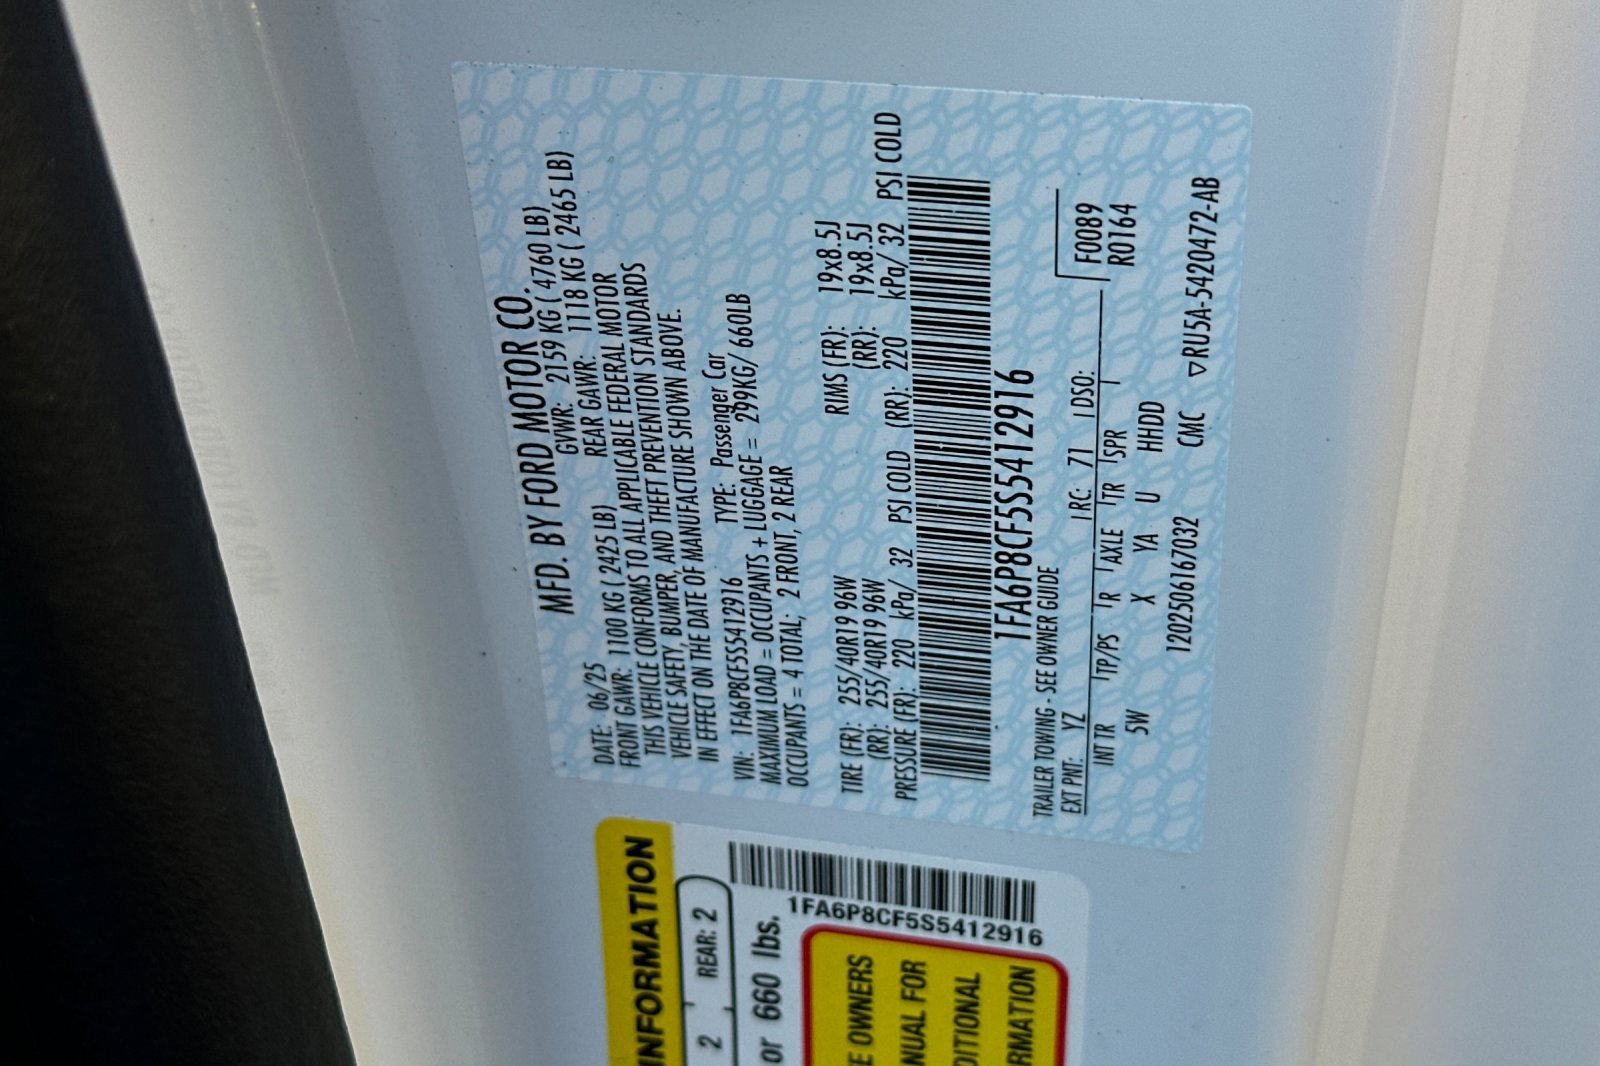 MFD. BY FORD MOTOR CO.
DATE: 06/25 GVWR: 2159 KG ( 4760 LB)
FRONT GAWR: 1100 KG ( 2425 LB) REAR GAWR: 1118 KG ( 2465 LB)
THIS VEHICLE CONFORMS TO ALL APPLICABLE FEDERAL MOTOR
VEHICLE SAFETY, BUMPER, AND THEFT PREVENTION STANDARDS
IN EFFECT ON THE DATE OF MANUFACTURE SHOWN ABOVE.
VIN: 1FA6P8CF5S5412916 TYPE: Passenger Car
MAXIMUM LOAD = OCCUPANTS + LUGGAGE = 299KG/ 660LB
OCCUPANTS = 4 TOTAL; 2 FRONT, 2 REAR
TIRE (FR): 255/40R19 96W RIMS (FR): 19x8.5J
(RR): 255/40R19 96W (RR): 19x8.5J
PRESSURE (FR): 220 kPa/ 32 PSI COLD (RR): 220 kPa/ 32 PSI COLD
1FA6P8CF5S5412916
TRAILER TOWING - SEE OWNER GUIDE
EXT PNT: YZ RC: 71 DSO: F0089
INT TR TP/PS R AXLE TR SPR R0164
5W X YA U HHDD
120250616 7032 CMC ▽RU5A-5420472-AB
INFORMATION
2 REAR: 2
or 660 lbs.
1FA6P8CF5S5412916
OWNERS
FOR